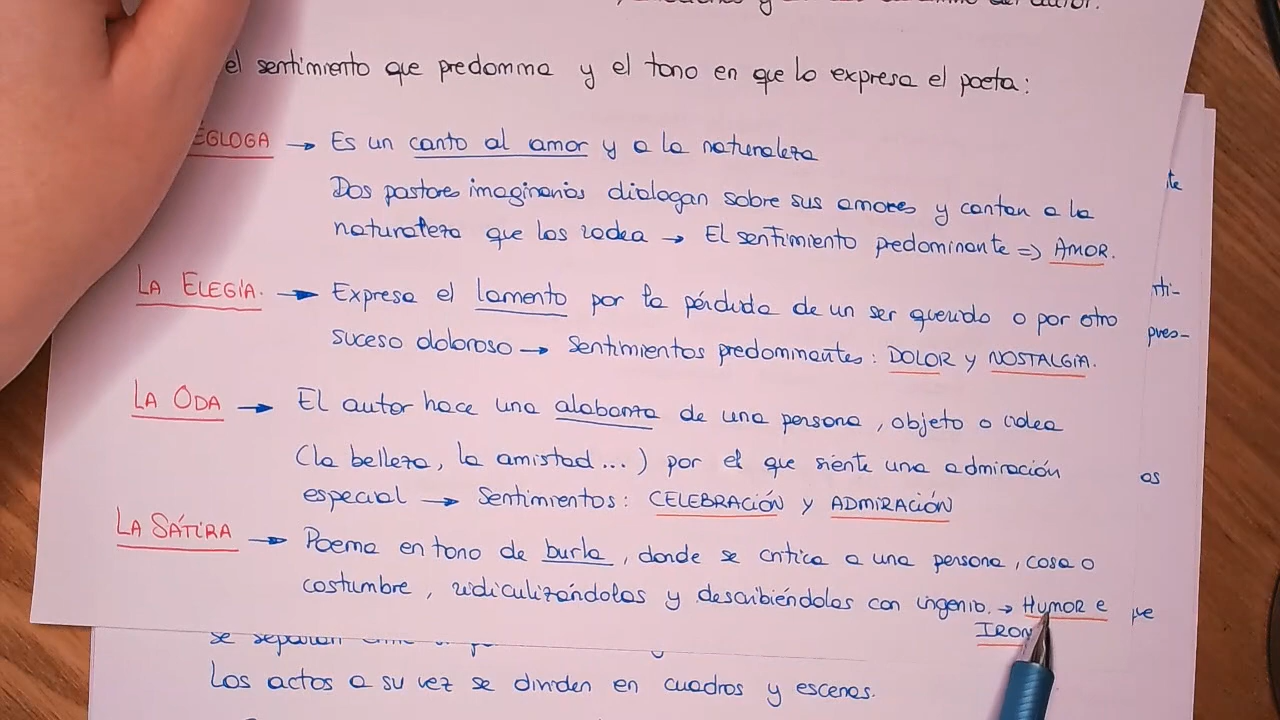 el sentimiento que predomina y el tono en que lo expresa el poeta:
ÉGLOGA → Es un canto al amor y a la naturaleza
Dos pastores imaginarios dialogan sobre sus amores y cantan a la
naturaleza que los rodea → El sentimiento predominante => AMOR.
LA ELEGÍA. → Expresa el lamento por la pérdida de un ser querido o por otro
suceso doloroso → Sentimientos predominantes: DOLOR y NOSTALGIA.
LA ODA → El autor hace una alabanza de una persona, objeto o idea
(la belleza, la amistad...) por el que siente una admiración
especial → Sentimientos: CELEBRACIÓN y ADMIRACIÓN
LA SÁTIRA → Poema en tono de burla, donde se critica a una persona, cosa o
costumbre, ridiculizándolas y describiéndolas con ingenio. → HUMOR e
IRON
Los actos a su vez se dividen en cuadros y escenas.